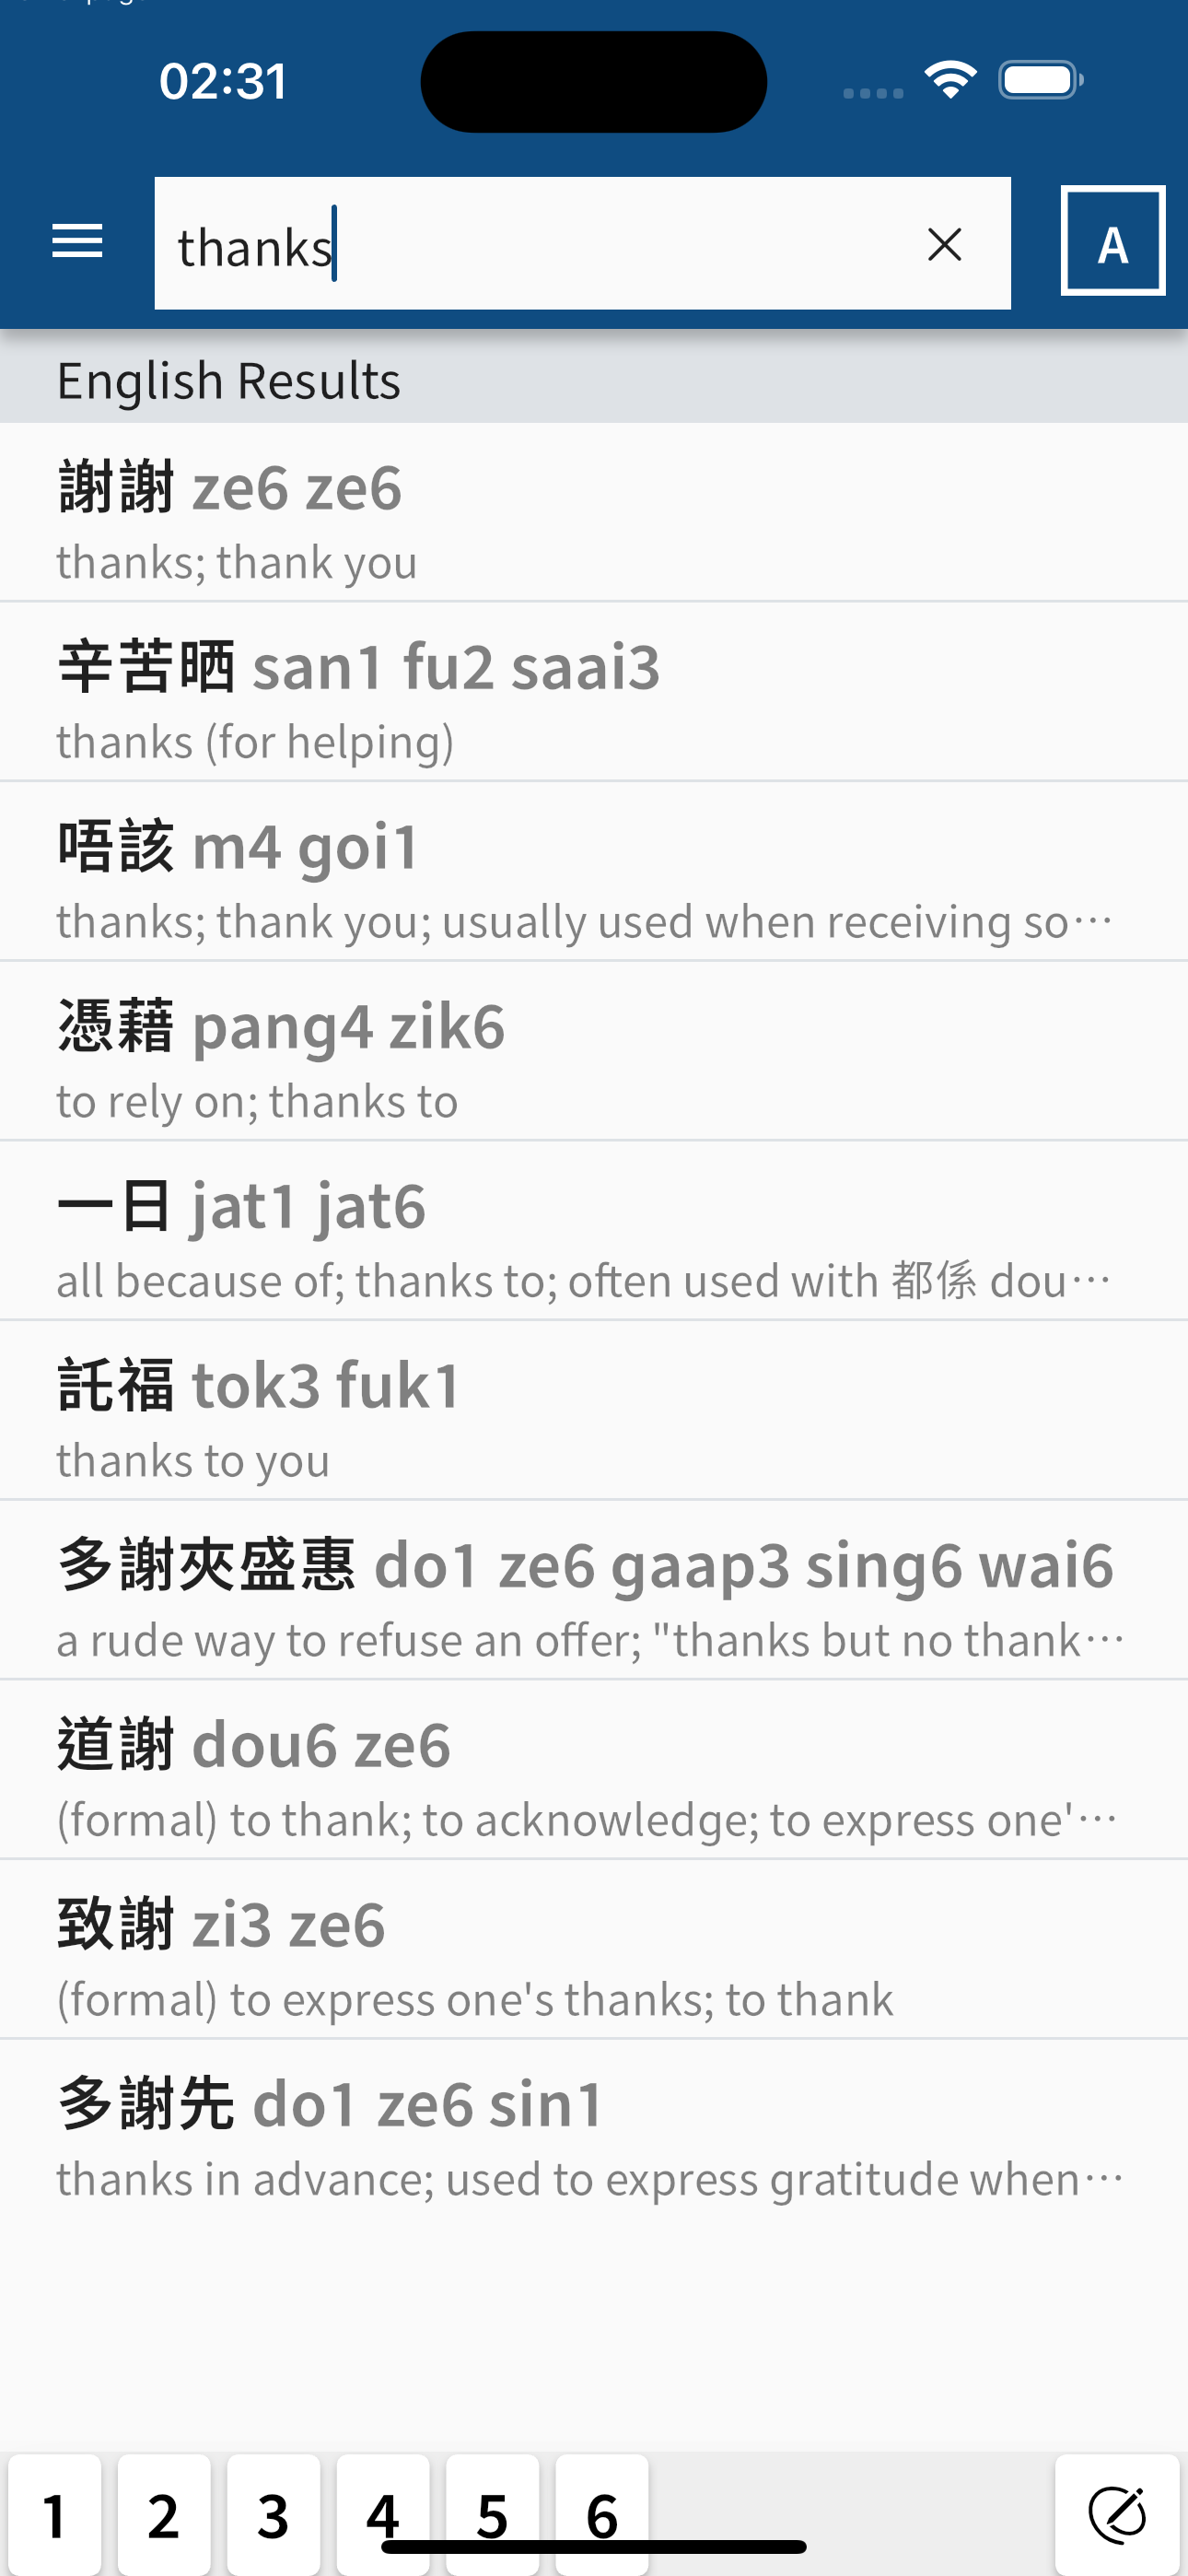 02:31
thanks
A
English Results
謝謝 ze6 ze6
thanks; thank you
辛苦晒 san1 fu2 saai3
thanks (for helping)
唔該 m4 goi1
thanks; thank you; usually used when receiving so…
憑藉 pang4 zik6
to rely on; thanks to
一日 jat1 jat6
all because of; thanks to; often used with 都係 dou…
託福 tok3 fuk1
thanks to you
多謝夾盛惠 do1 ze6 gaap3 sing6 wai6
a rude way to refuse an offer; "thanks but no thank…
道謝 dou6 ze6
(formal) to thank; to acknowledge; to express one'…
致謝 zi3 ze6
(formal) to express one's thanks; to thank
多謝先 do1 ze6 sin1
thanks in advance; used to express gratitude when…
1 2 3 4 5 6